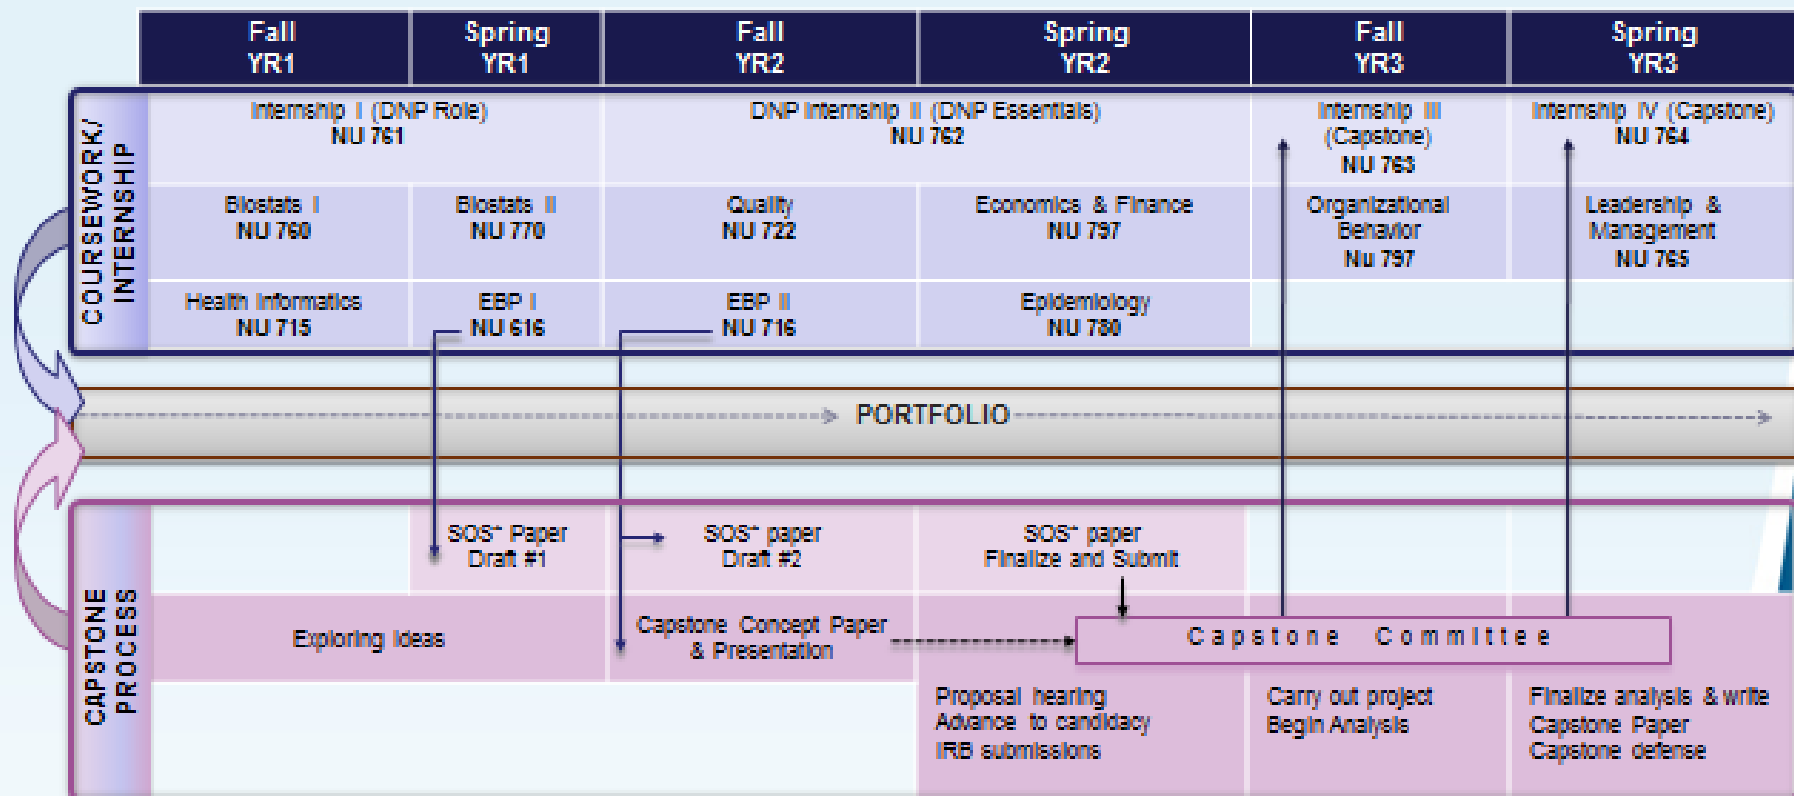 Fall
YR1
Spring
YR1
Fall
YR2
Spring
YR2
Fall
YR3
Spring
YR3
COURSEWORK/
INTERNSHIP
Internship I (DNP Role)
NU 761
DNP Internship II (DNP Essentials)
NU 762
Internship III
(Capstone)
NU 763
Internship IV (Capstone)
NU 764
Biostats I
NU 760
Biostats II
NU 770
Quality
NU 722
Economics & Finance
NU 797
Organizational
Behavior
Nu 797
Leadership &
Management
NU 765
Health Informatics
NU 715
EBP I
NU 616
EBP II
NU 716
Epidemiology
NU 780
PORTFOLIO
CAPSTONE
PROCESS
SOS** Paper
Draft #1
SOS** paper
Draft #2
SOS** paper
Finalize and Submit
Exploring Ideas
Capstone Concept Paper
& Presentation
Capstone Committee
Proposal hearing
Advance to candidacy
IRB submissions
Carry out project
Begin Analysis
Finalize analysis & write
Capstone Paper
Capstone defense